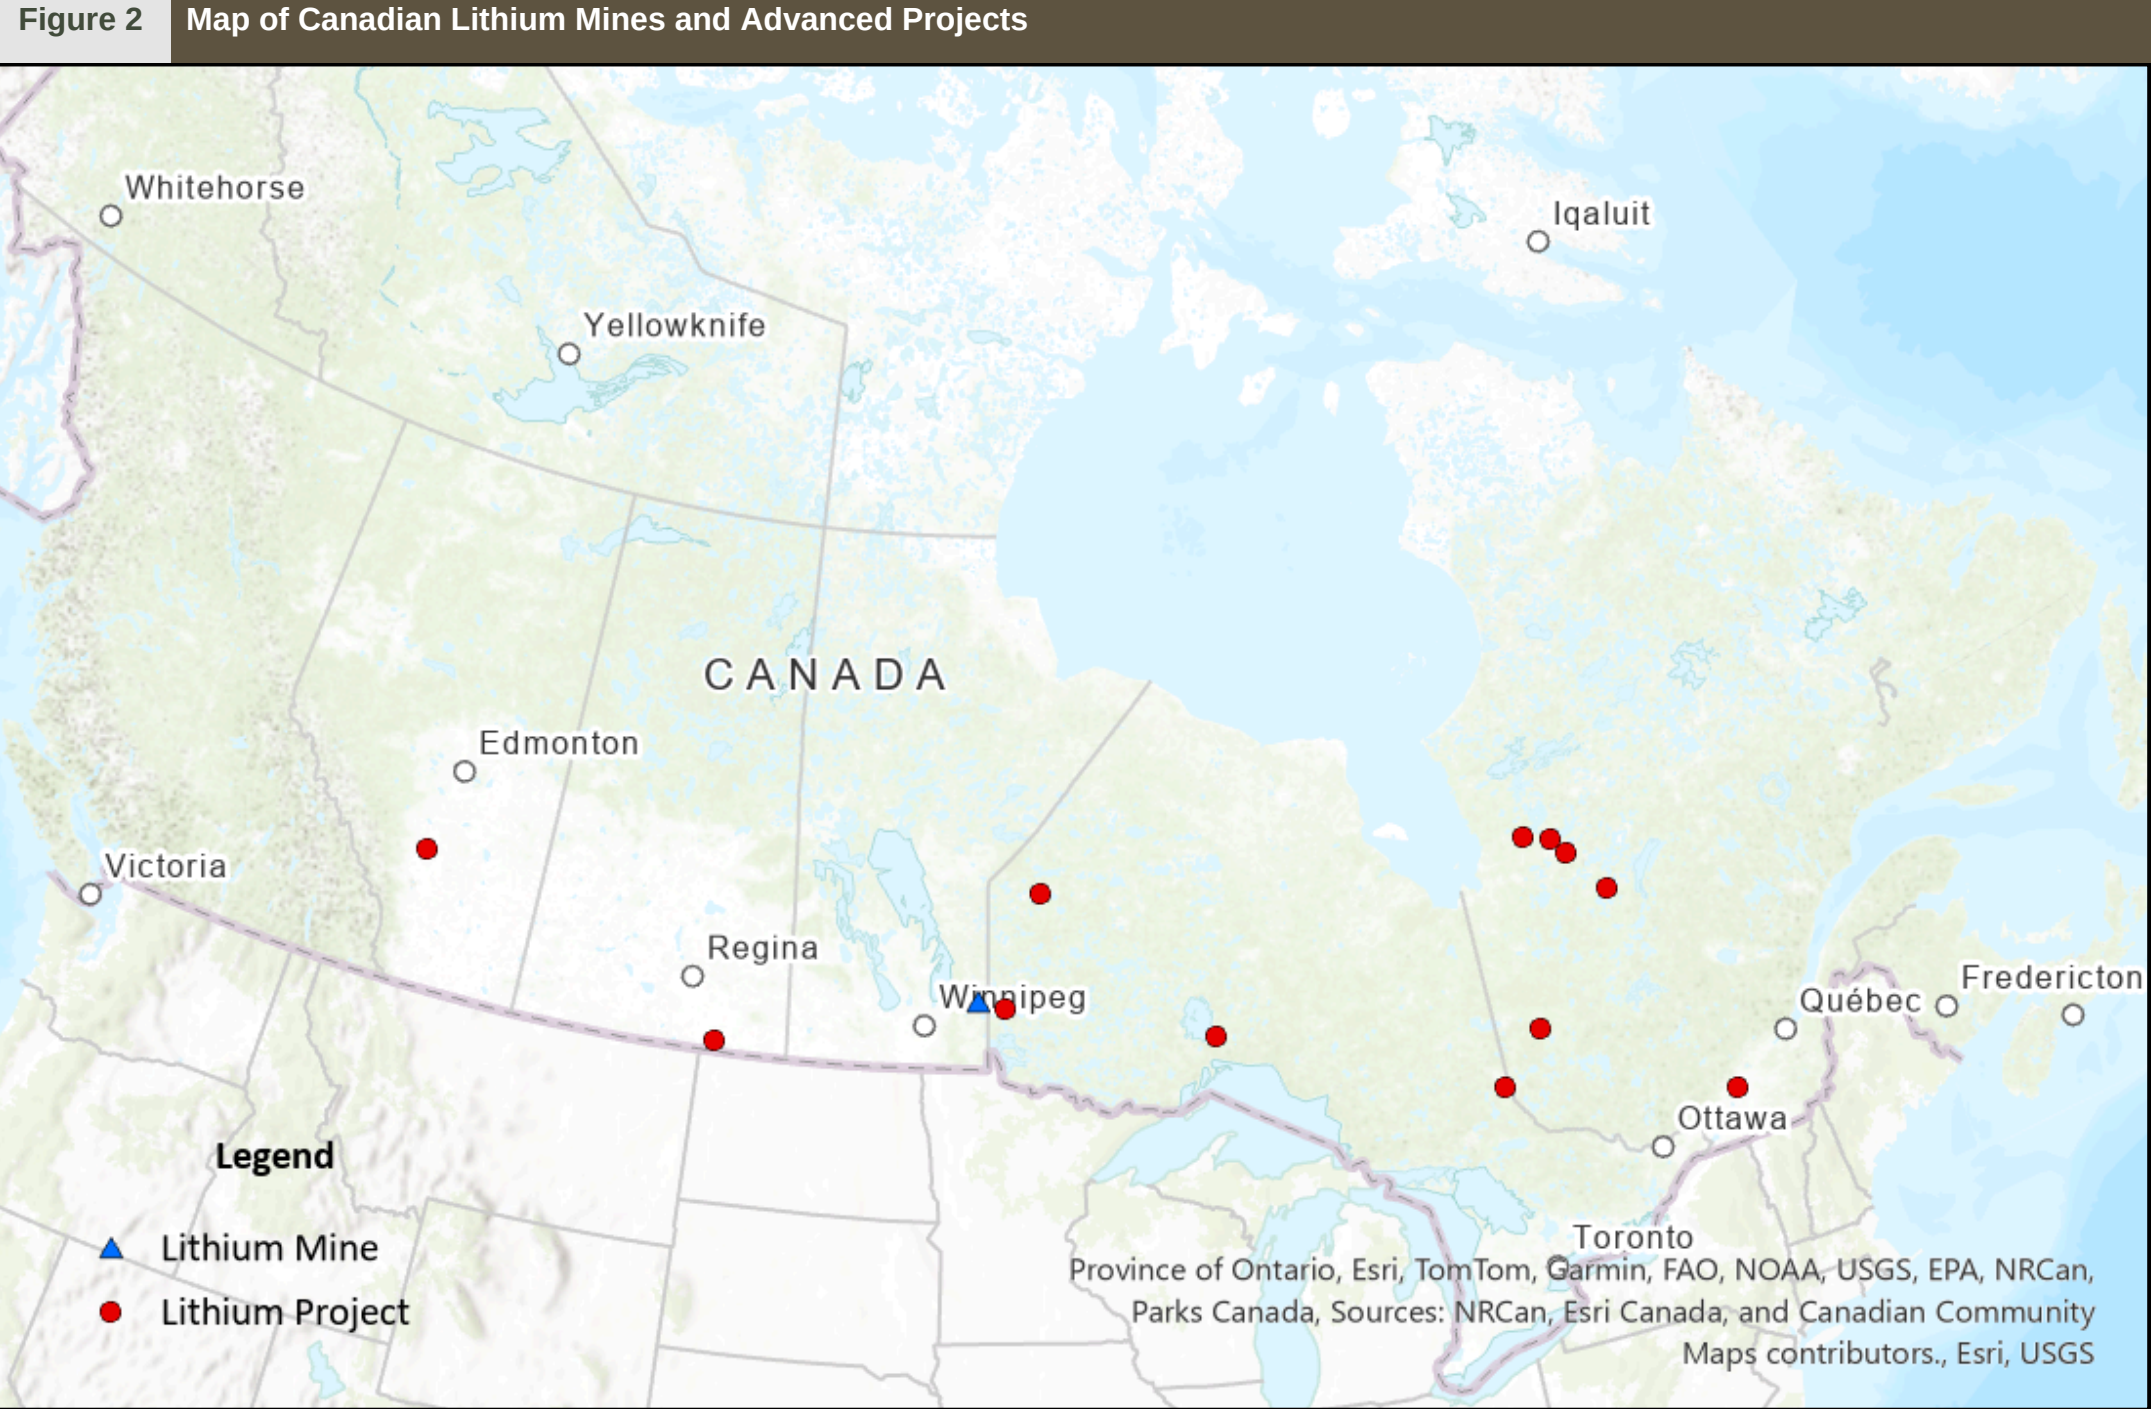 Figure 2 Map of Canadian Lithium Mines and Advanced Projects
Whitehorse
Iqaluit
Yellowknife
CANADA
Edmonton
Victoria
Regina
Winnipeg
Fredericton
Québec
Ottawa
Toronto
Legend
Lithium Mine
Lithium Project
Province of Ontario, Esri, TomTom, Garmin, FAO, NOAA, USGS, EPA, NRCan,
Parks Canada, Sources: NRCan, Esri Canada, and Canadian Community
Maps contributors., Esri, USGS